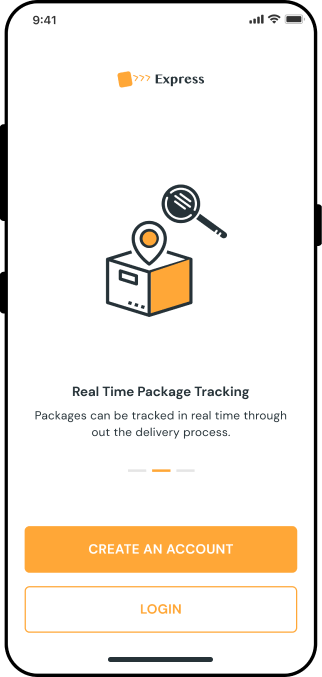 9:41
Express
Real Time Package Tracking
Packages can be tracked in real time through
out the delivery process.
CREATE AN ACCOUNT
LOGIN